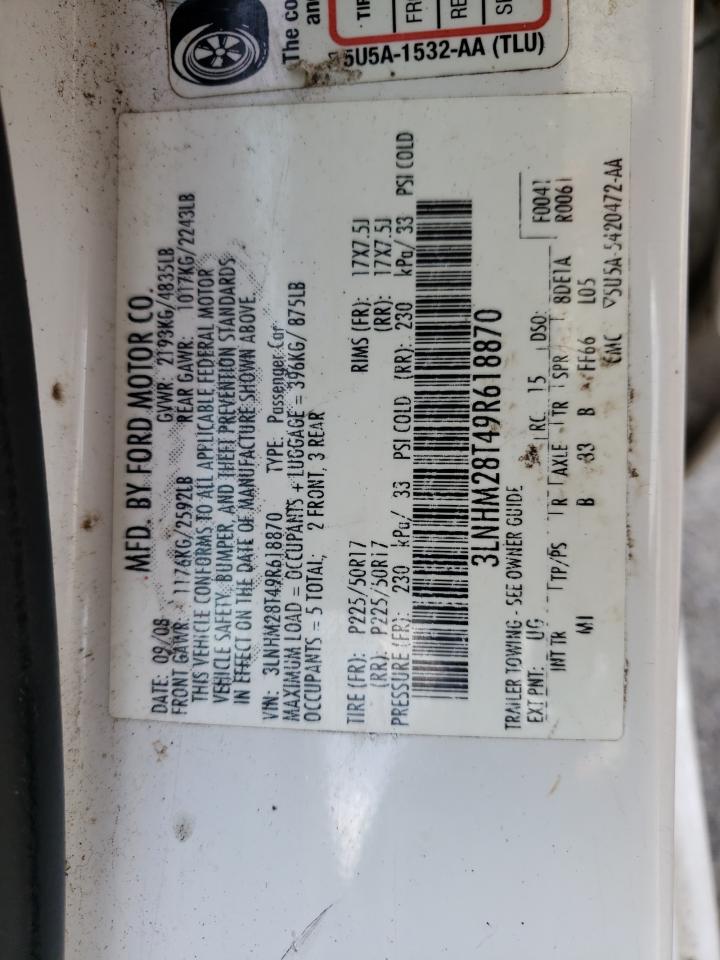 The co
an
TIR
FR
RE
SP
5U5A-1532-AA (TLU)
MFD. BY FORD MOTOR CO.
DATE: 09/08 GVWR: 2193KG/4835LB
FRONT GAWR: 1176KG/2592LB REAR GAWR: 1017KG/2243LB
THIS VEHICLE CONFORMS TO ALL APPLICABLE FEDERAL MOTOR
VEHICLE SAFETY, BUMPER, AND THEFT PREVENTION STANDARDS
IN EFFECT ON THE DATE OF MANUFACTURE SHOWN ABOVE.
VIN: 3LNHM28T49R618870 TYPE: Passenger Car
MAXIMUM LOAD = OCCUPANTS + LUGGAGE = 396KG/ 875LB
OCCUPANTS = 5 TOTAL; 2 FRONT, 3 REAR
TIRE (FR): P225/50R17 RIMS (FR): 17X7.5J
(RR): P225/50R17 (RR): 17X7.5J
PRESSURE (FR): 230 kPa/ 33 PSI COLD (RR): 230 kPa/ 33 PSI COLD
3LNHM28T49R618870
TRAILER TOWING - SEE OWNER GUIDE F0041
EXT PNT: UG RC: 15 DSO: R0061
INT TR TP/PS R AXLE TR SPR 8DE1A
MI B 33 B FF66 L05
5U5A-5420472-AA